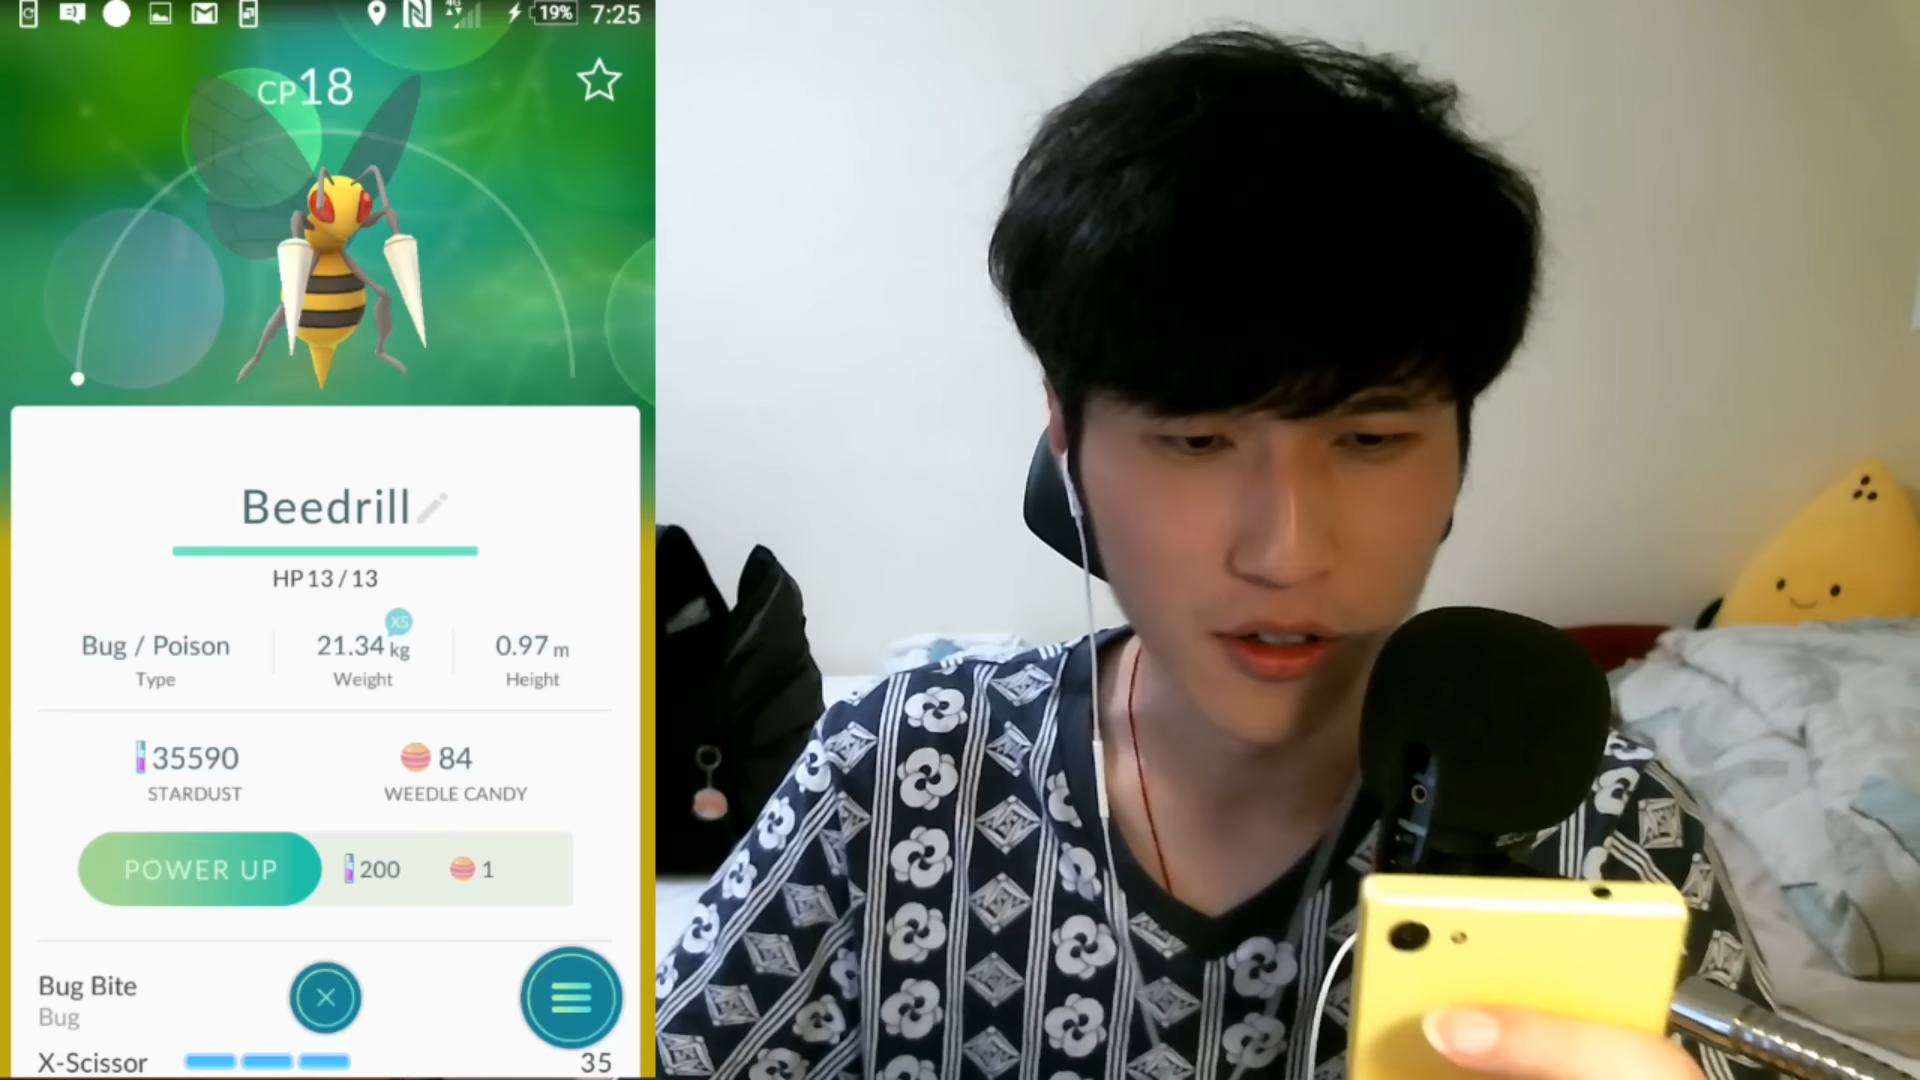 4G 19% 7:25
CP18
Beedrill
HP 13 / 13
XS
Bug / Poison 21.34 kg 0.97 m
Type Weight Height
35590 84
STARDUST WEEDLE CANDY
POWER UP 200 1
Bug Bite
Bug
X-Scissor 35